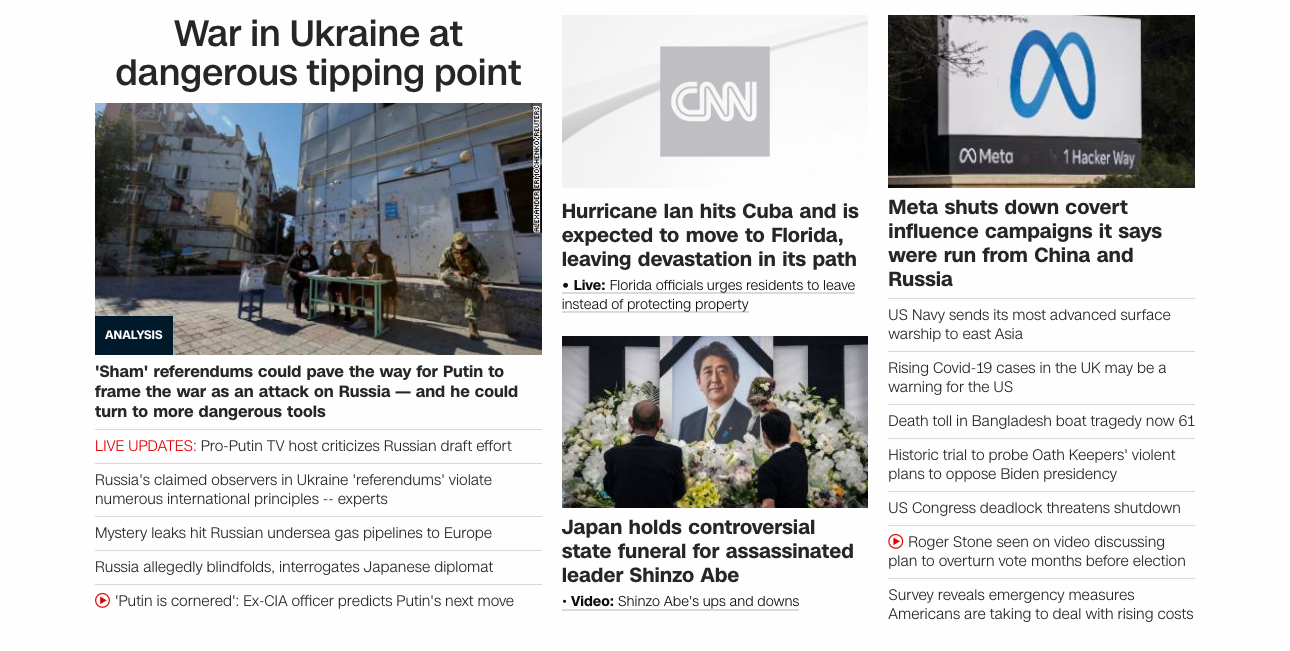 War in Ukraine at
dangerous tipping point
ALEXANDER ERMOCHENKO/REUTERS
ANALYSIS
'Sham' referendums could pave the way for Putin to
frame the war as an attack on Russia — and he could
turn to more dangerous tools
LIVE UPDATES: Pro-Putin TV host criticizes Russian draft effort
Russia's claimed observers in Ukraine 'referendums' violate
numerous international principles -- experts
Mystery leaks hit Russian undersea gas pipelines to Europe
Russia allegedly blindfolds, interrogates Japanese diplomat
'Putin is cornered': Ex-CIA officer predicts Putin's next move
CNN
Hurricane Ian hits Cuba and is
expected to move to Florida,
leaving devastation in its path
• Live: Florida officials urges residents to leave
instead of protecting property
Japan holds controversial
state funeral for assassinated
leader Shinzo Abe
• Video: Shinzo Abe's ups and downs
Meta 1 Hacker Way
Meta shuts down covert
influence campaigns it says
were run from China and
Russia
US Navy sends its most advanced surface
warship to east Asia
Rising Covid-19 cases in the UK may be a
warning for the US
Death toll in Bangladesh boat tragedy now 61
Historic trial to probe Oath Keepers' violent
plans to oppose Biden presidency
US Congress deadlock threatens shutdown
Roger Stone seen on video discussing
plan to overturn vote months before election
Survey reveals emergency measures
Americans are taking to deal with rising costs